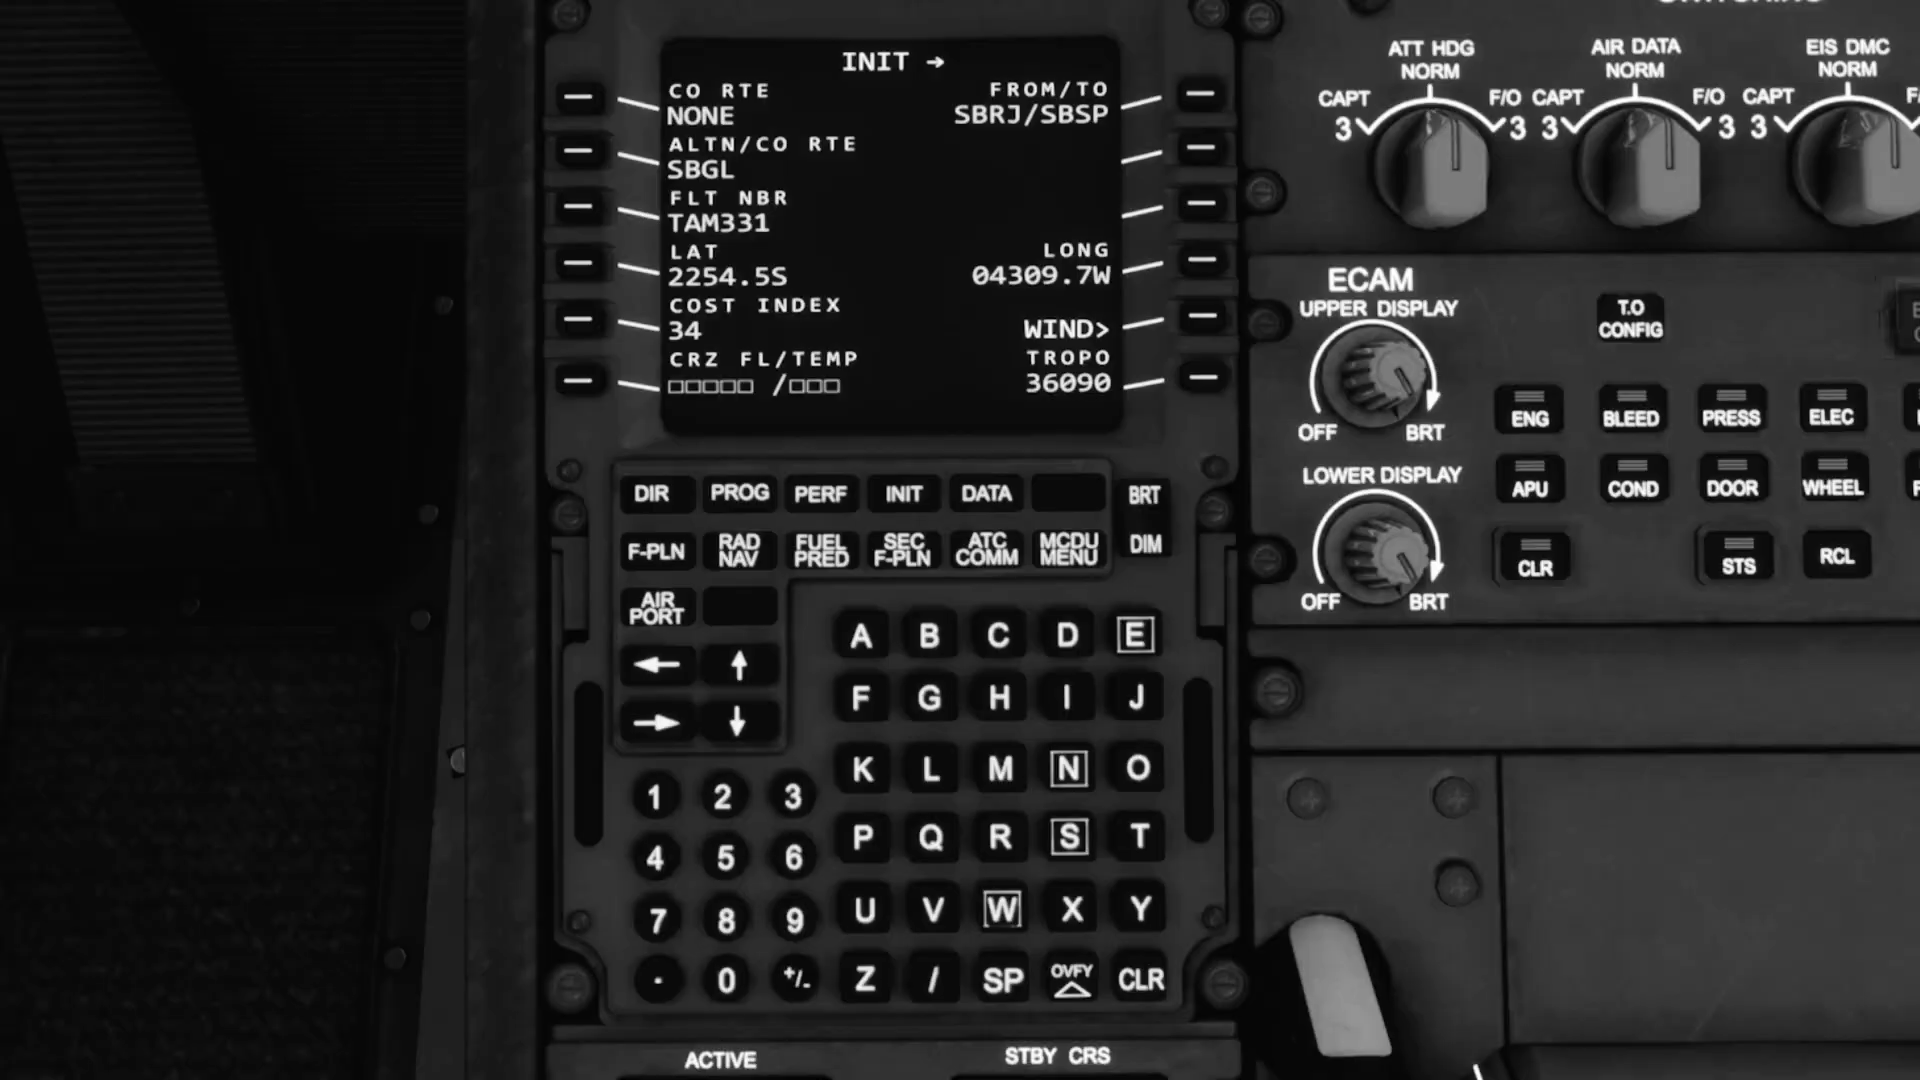 INIT →
CO RTE FROM/TO
NONE SBRJ/SBSP
ALTN/CO RTE
SBGL
FLT NBR
TAM331
LAT LONG
2254.5S 04309.7W
COST INDEX
34 WIND>
CRZ FL/TEMP TROPO
□□□□□ /□□□ 36090
DIR PROG PERF INIT DATA BRT
F-PLN RAD NAV FUEL PRED SEC F-PLN ATC COMM MCDU MENU DIM
AIR PORT
← ↑
→ ↓
A B C D E
F G H I J
K L M N O
P Q R S T
U V W X Y
Z / SP OVFY △ CLR
1 2 3
4 5 6
7 8 9
. 0 +/-
ACTIVE STBY CRS
ATT HDG AIR DATA EIS DMC
NORM NORM NORM
CAPT F/O CAPT F/O CAPT
3 3 3 3 3
ECAM
UPPER DISPLAY
OFF BRT
LOWER DISPLAY
OFF BRT
T.O
CONFIG
ENG BLEED PRESS ELEC
APU COND DOOR WHEEL
CLR STS RCL